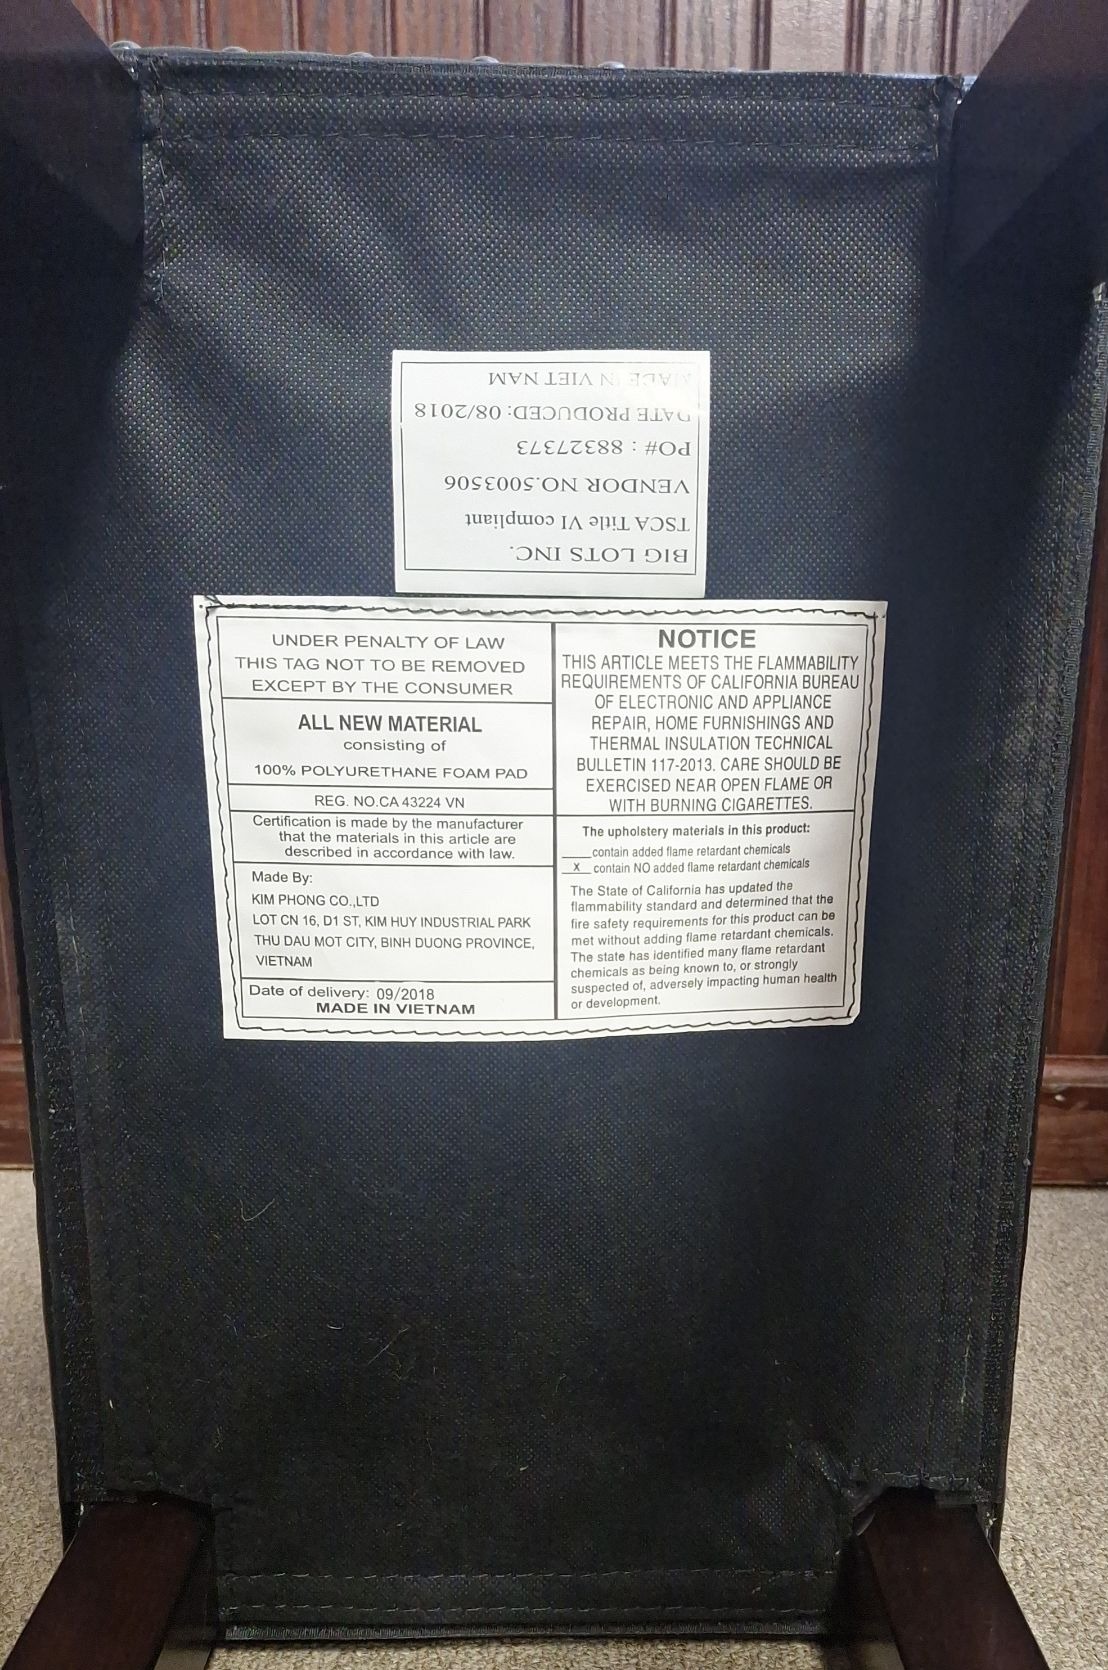 BIG LOTS INC.
TSCA Title VI compliant
VENDOR NO.5003506
PO# : 88327373
DATE PRODUCED: 08/2018
MADE IN VIET NAM
UNDER PENALTY OF LAW
THIS TAG NOT TO BE REMOVED
EXCEPT BY THE CONSUMER
ALL NEW MATERIAL
consisting of
100% POLYURETHANE FOAM PAD
REG. NO.CA 43224 VN
Certification is made by the manufacturer
that the materials in this article are
described in accordance with law.
Made By:
KIM PHONG CO.,LTD
LOT CN 16, D1 ST, KIM HUY INDUSTRIAL PARK
THU DAU MOT CITY, BINH DUONG PROVINCE,
VIETNAM
Date of delivery: 09/2018
MADE IN VIETNAM
NOTICE
THIS ARTICLE MEETS THE FLAMMABILITY
REQUIREMENTS OF CALIFORNIA BUREAU
OF ELECTRONIC AND APPLIANCE
REPAIR, HOME FURNISHINGS AND
THERMAL INSULATION TECHNICAL
BULLETIN 117-2013. CARE SHOULD BE
EXERCISED NEAR OPEN FLAME OR
WITH BURNING CIGARETTES.
The upholstery materials in this product:
____contain added flame retardant chemicals
__X__contain NO added flame retardant chemicals
The State of California has updated the
flammability standard and determined that the
fire safety requirements for this product can be
met without adding flame retardant chemicals.
The state has identified many flame retardant
chemicals as being known to, or strongly
suspected of, adversely impacting human health
or development.